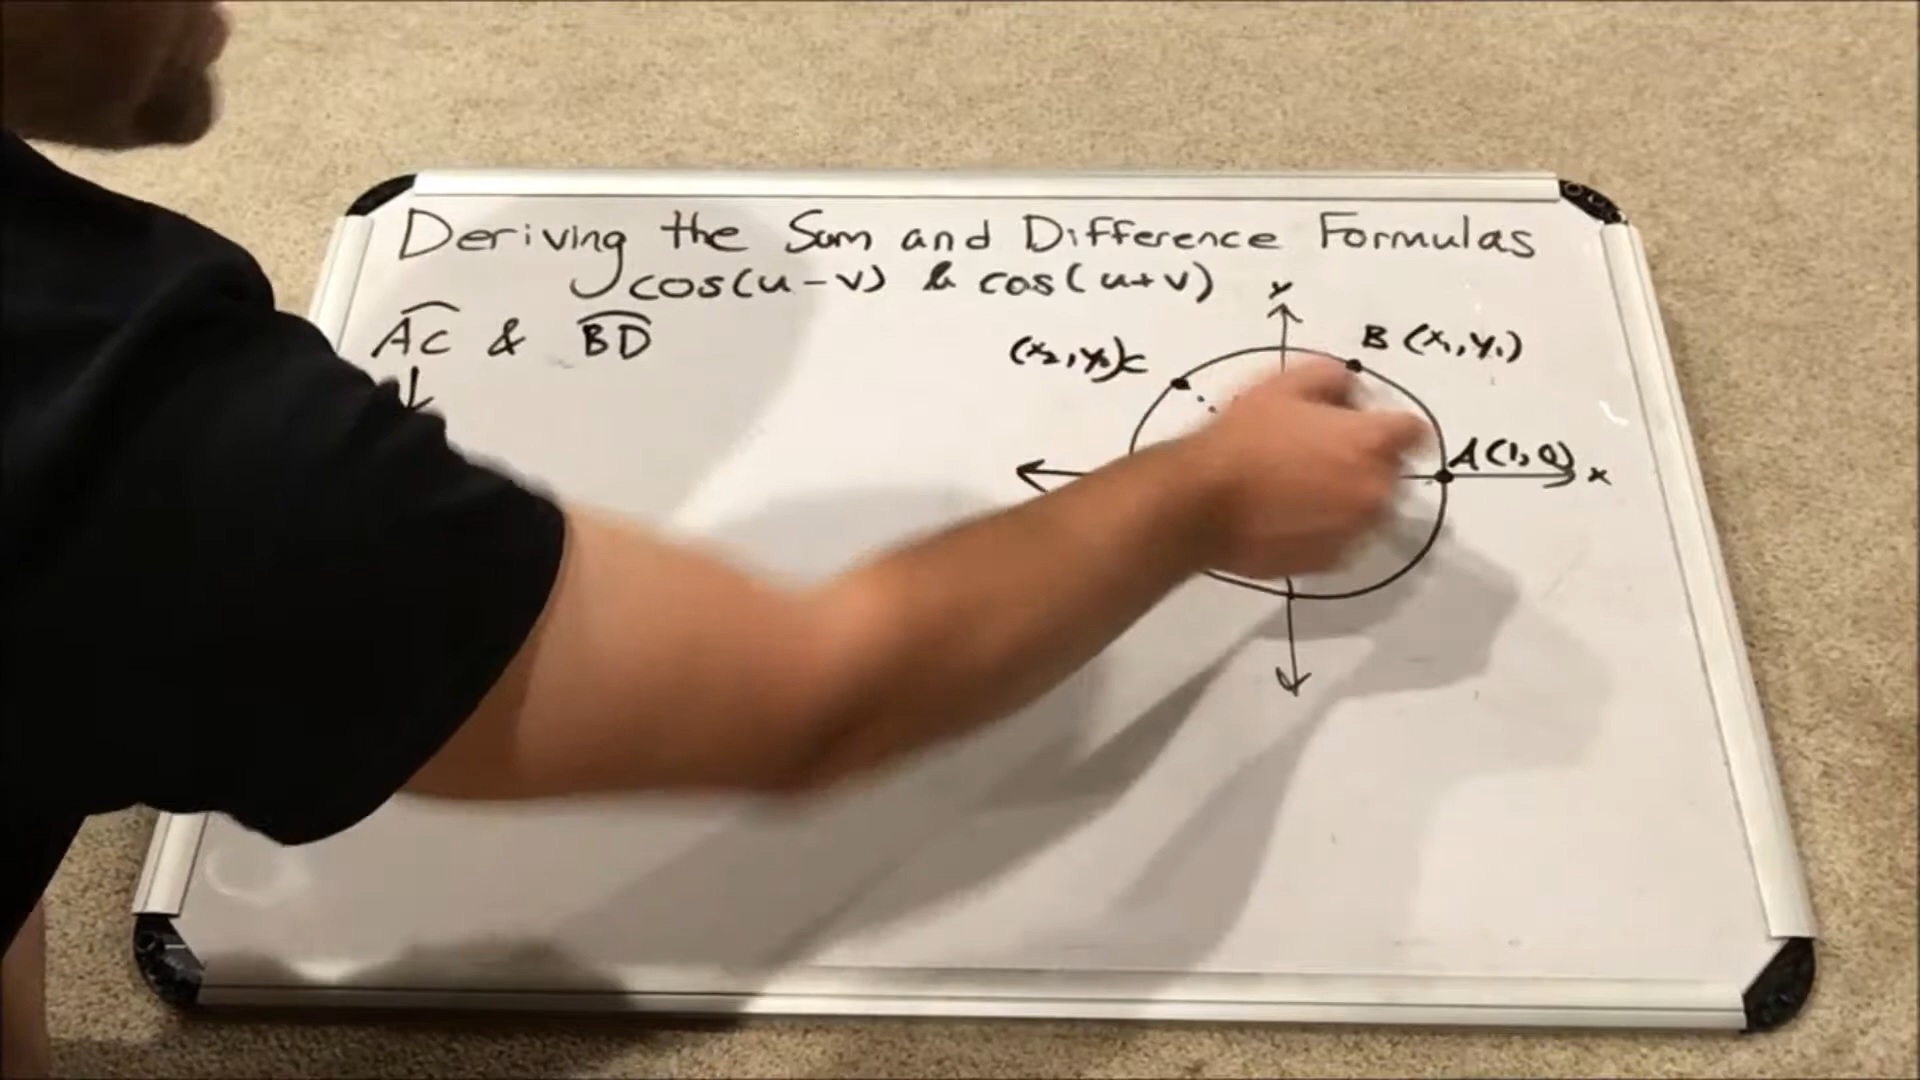 Deriving the Sum and Difference Formulas
cos(u-v) & cos(u+v)
AC & BD
y
B (x₁, y₁)
(x₂, y₂) C
A (1, 0)
x